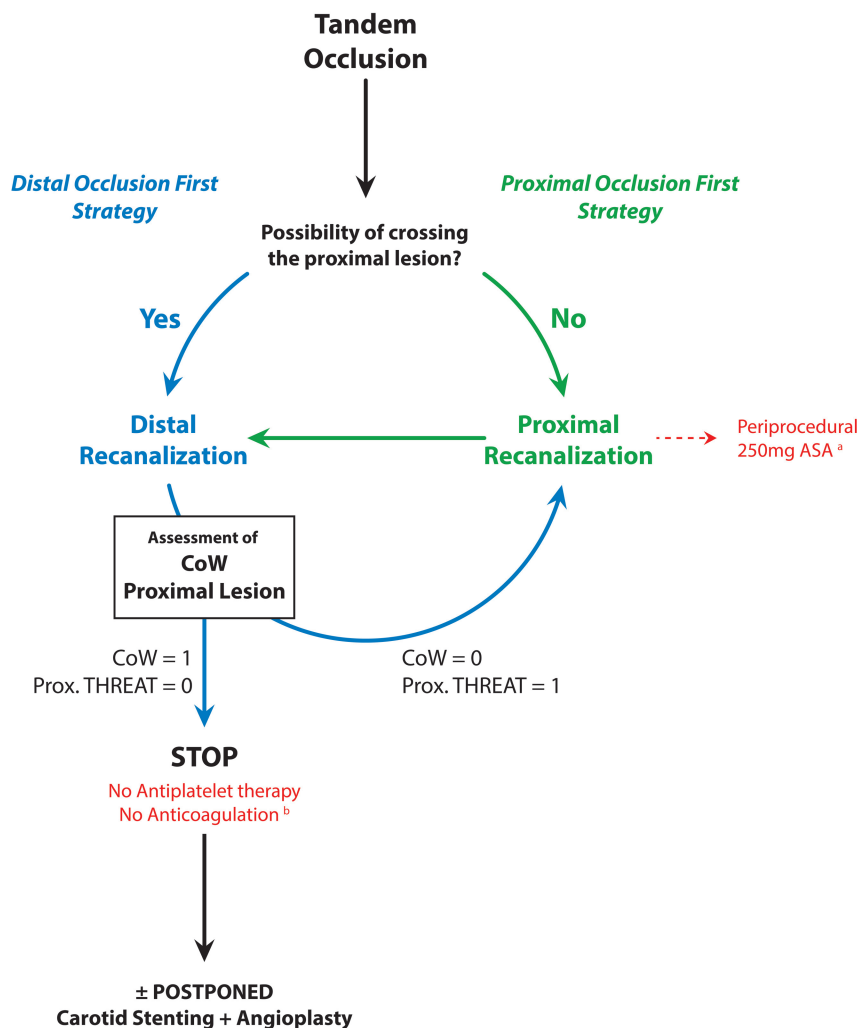 Tandem
Occlusion
Distal Occlusion First
Strategy
Proximal Occlusion First
Strategy
Possibility of crossing
the proximal lesion?
Yes
No
Distal
Recanalization
Proximal
Recanalization
Periprocedural
250mg ASA ᵃ
Assessment of
CoW
Proximal Lesion
CoW = 1
Prox. THREAT = 0
CoW = 0
Prox. THREAT = 1
STOP
No Antiplatelet therapy
No Anticoagulation ᵇ
± POSTPONED
Carotid Stenting + Angioplasty